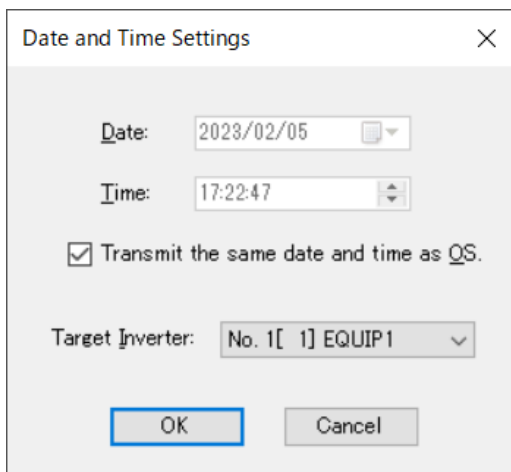 Date and Time Settings
Date: 2023/02/05
Time: 17:22:47
Transmit the same date and time as OS.
Target Inverter: No. 1[ 1] EQUIP1
OK Cancel